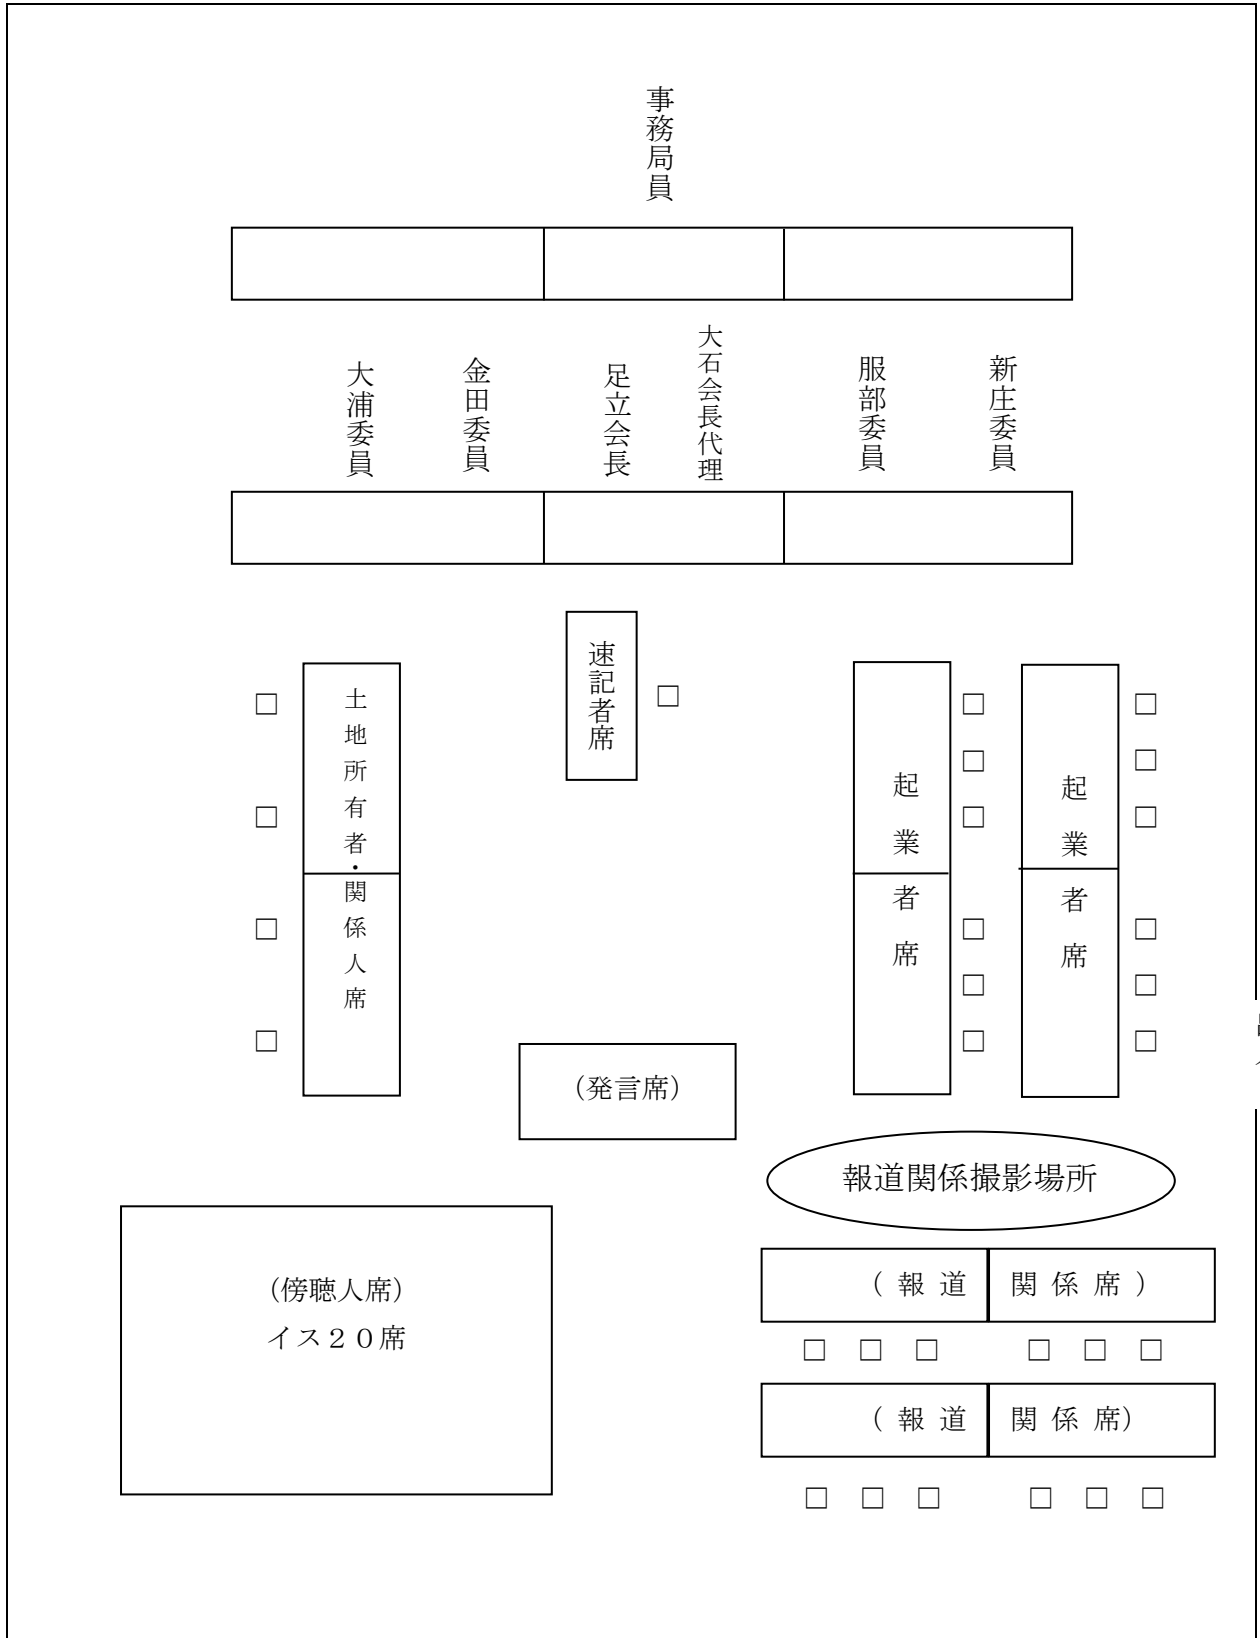 事務局員
大浦委員
金田委員
足立会長
大石会長代理
服部委員
新庄委員
速記者席
土地所有者・関係人席
起業者席
起業者席
（発言席）
報道関係撮影場所
（傍聴人席）
イス２０席
（報道関係席）
（報道関係席）